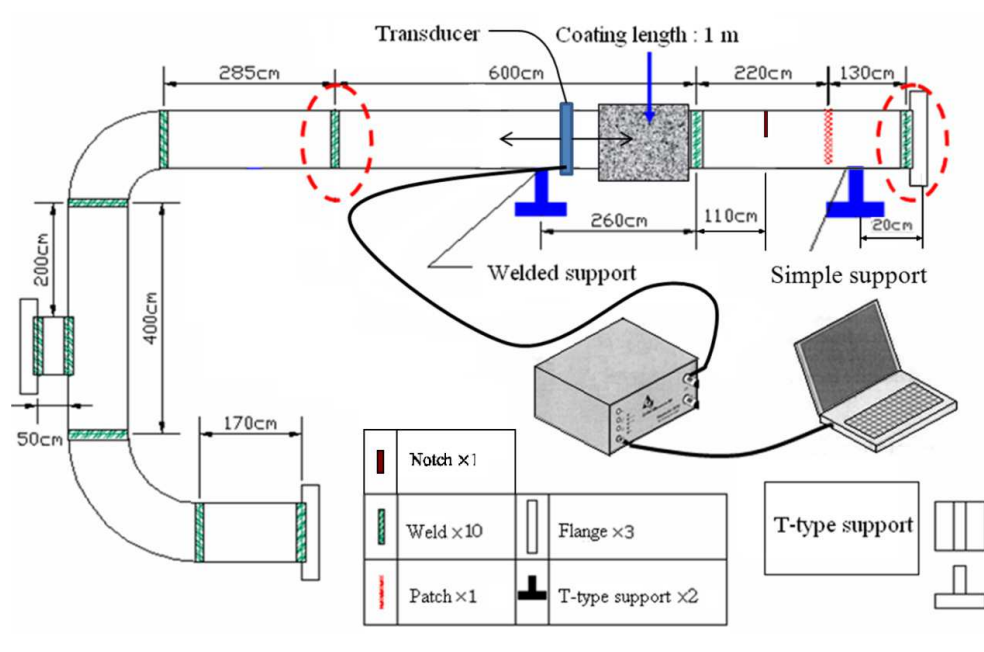 Transducer
Coating length : 1 m
285cm
600cm
220cm
130cm
260cm
110cm
20cm
Welded support
Simple support
200cm
400cm
50cm
170cm
Notch ×1
Weld ×10
Flange ×3
Patch ×1
T-type support ×2
T-type support